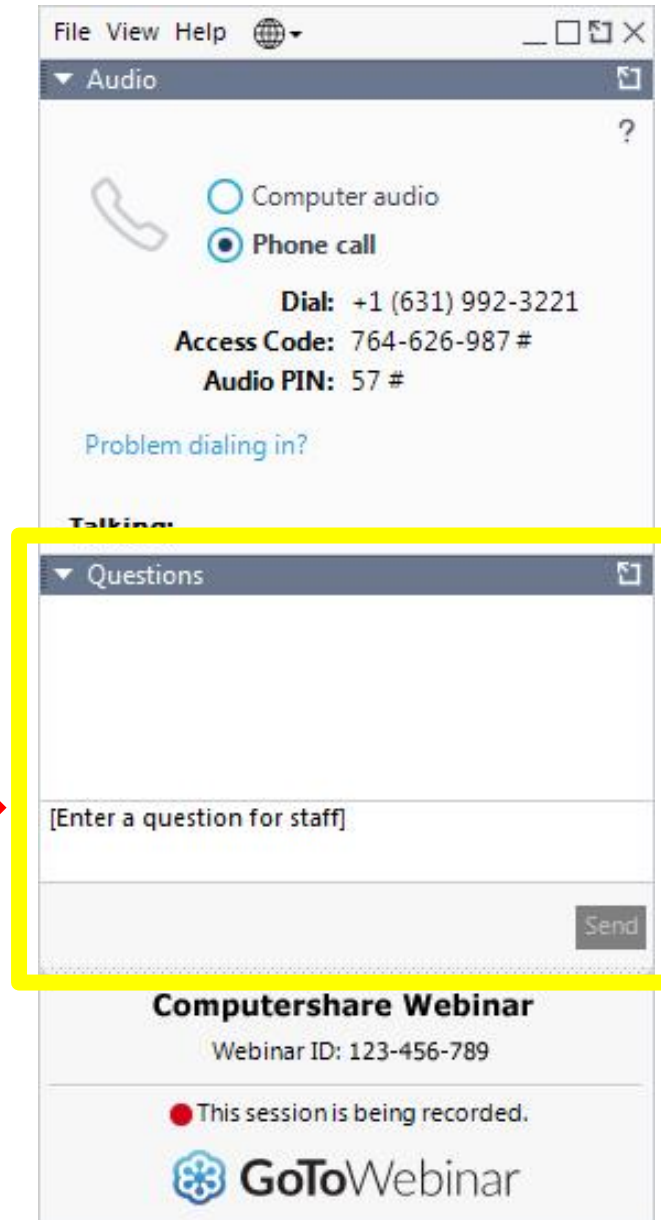 File View Help
Audio
?
Computer audio
Phone call
Dial: +1 (631) 992-3221
Access Code: 764-626-987 #
Audio PIN: 57 #
Problem dialing in?
Talking:
Questions
[Enter a question for staff]
Send
Computershare Webinar
Webinar ID: 123-456-789
This session is being recorded.
GoToWebinar